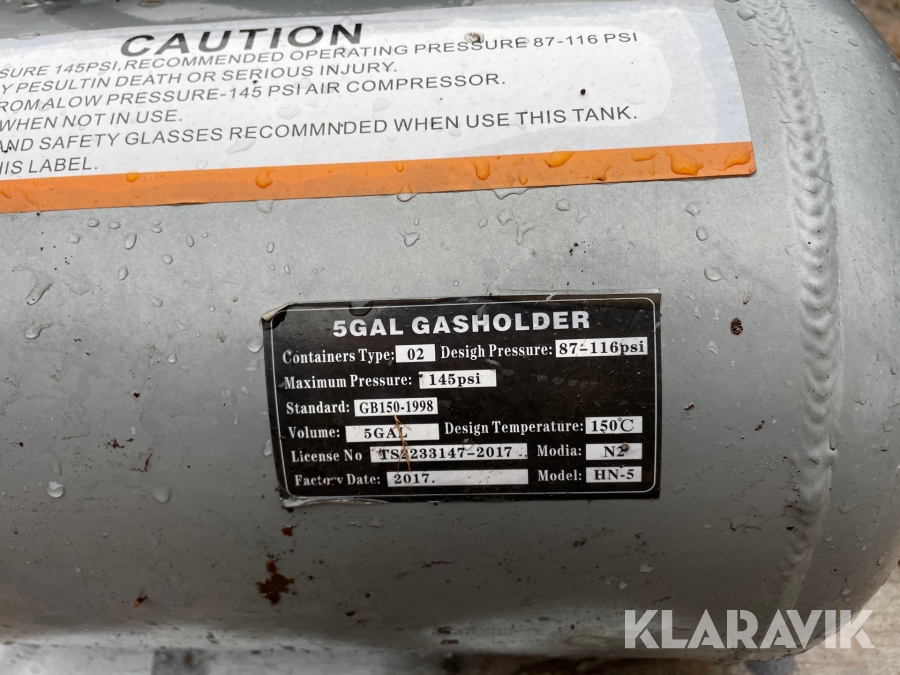 CAUTION
SURE 145PSI, RECOMMENDED OPERATING PRESSURE 87-116 PSI
Y PESULTIN DEATH OR SERIOUS INJURY.
ROMALOW PRESSURE-145 PSI AIR COMPRESSOR.
WHEN NOT IN USE.
AND SAFETY GLASSES RECOMMNDED WHEN USE THIS TANK.
HIS LABEL.
5GAL GASHOLDER
Containers Type: 02 Desigh Pressure: 87-116psi
Maximum Pressure: 145psi
Standard: GB150-1998
Volume: 5GAL Design Temperature: 150℃
License No TS2233147-2017 .. Modia: N2
Factory Date: 2017. Model: HN-5
KLARAVIK